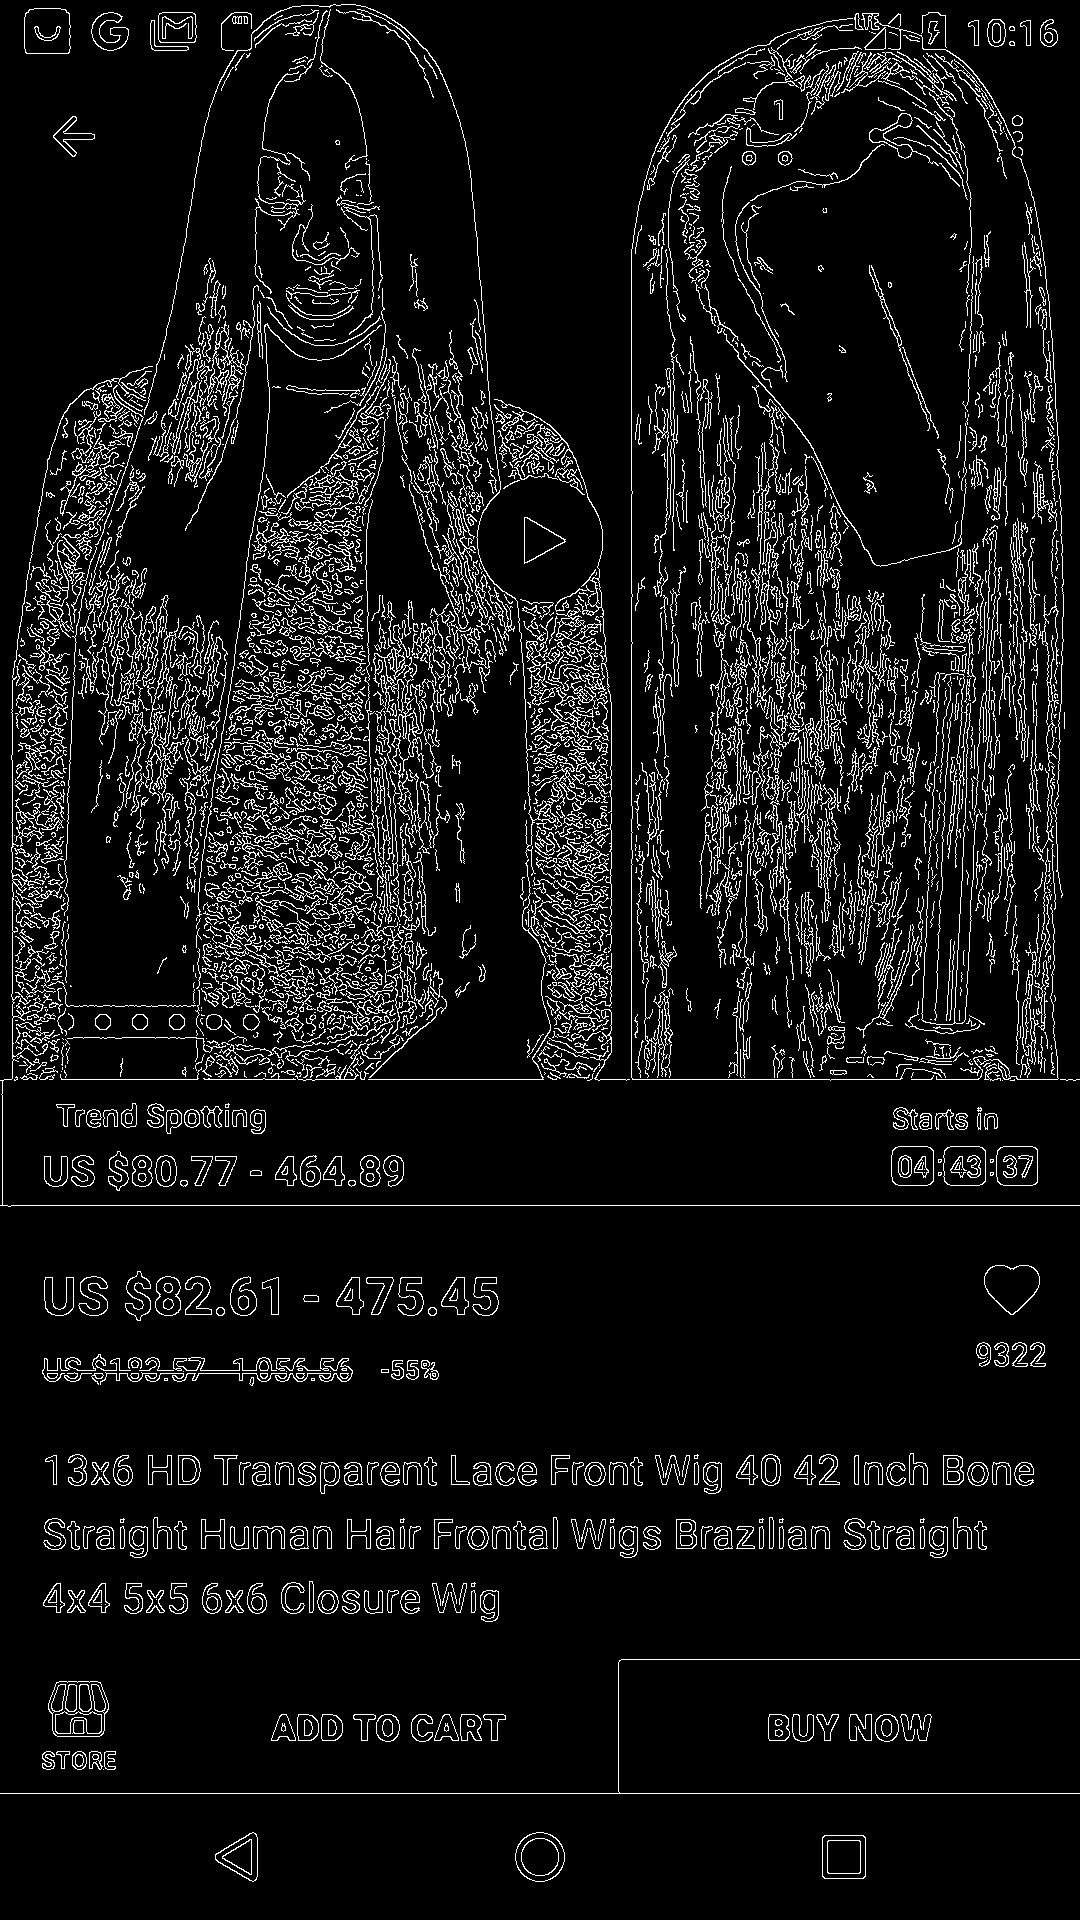 LTE 10:16
1
Trend Spotting
Starts in
US $80.77 - 464.89
04:43:37
US $82.61 - 475.45
US $183.57 - 1,056.56 -55%
9322
13x6 HD Transparent Lace Front Wig 40 42 Inch Bone
Straight Human Hair Frontal Wigs Brazilian Straight
4x4 5x5 6x6 Closure Wig
STORE
ADD TO CART
BUY NOW